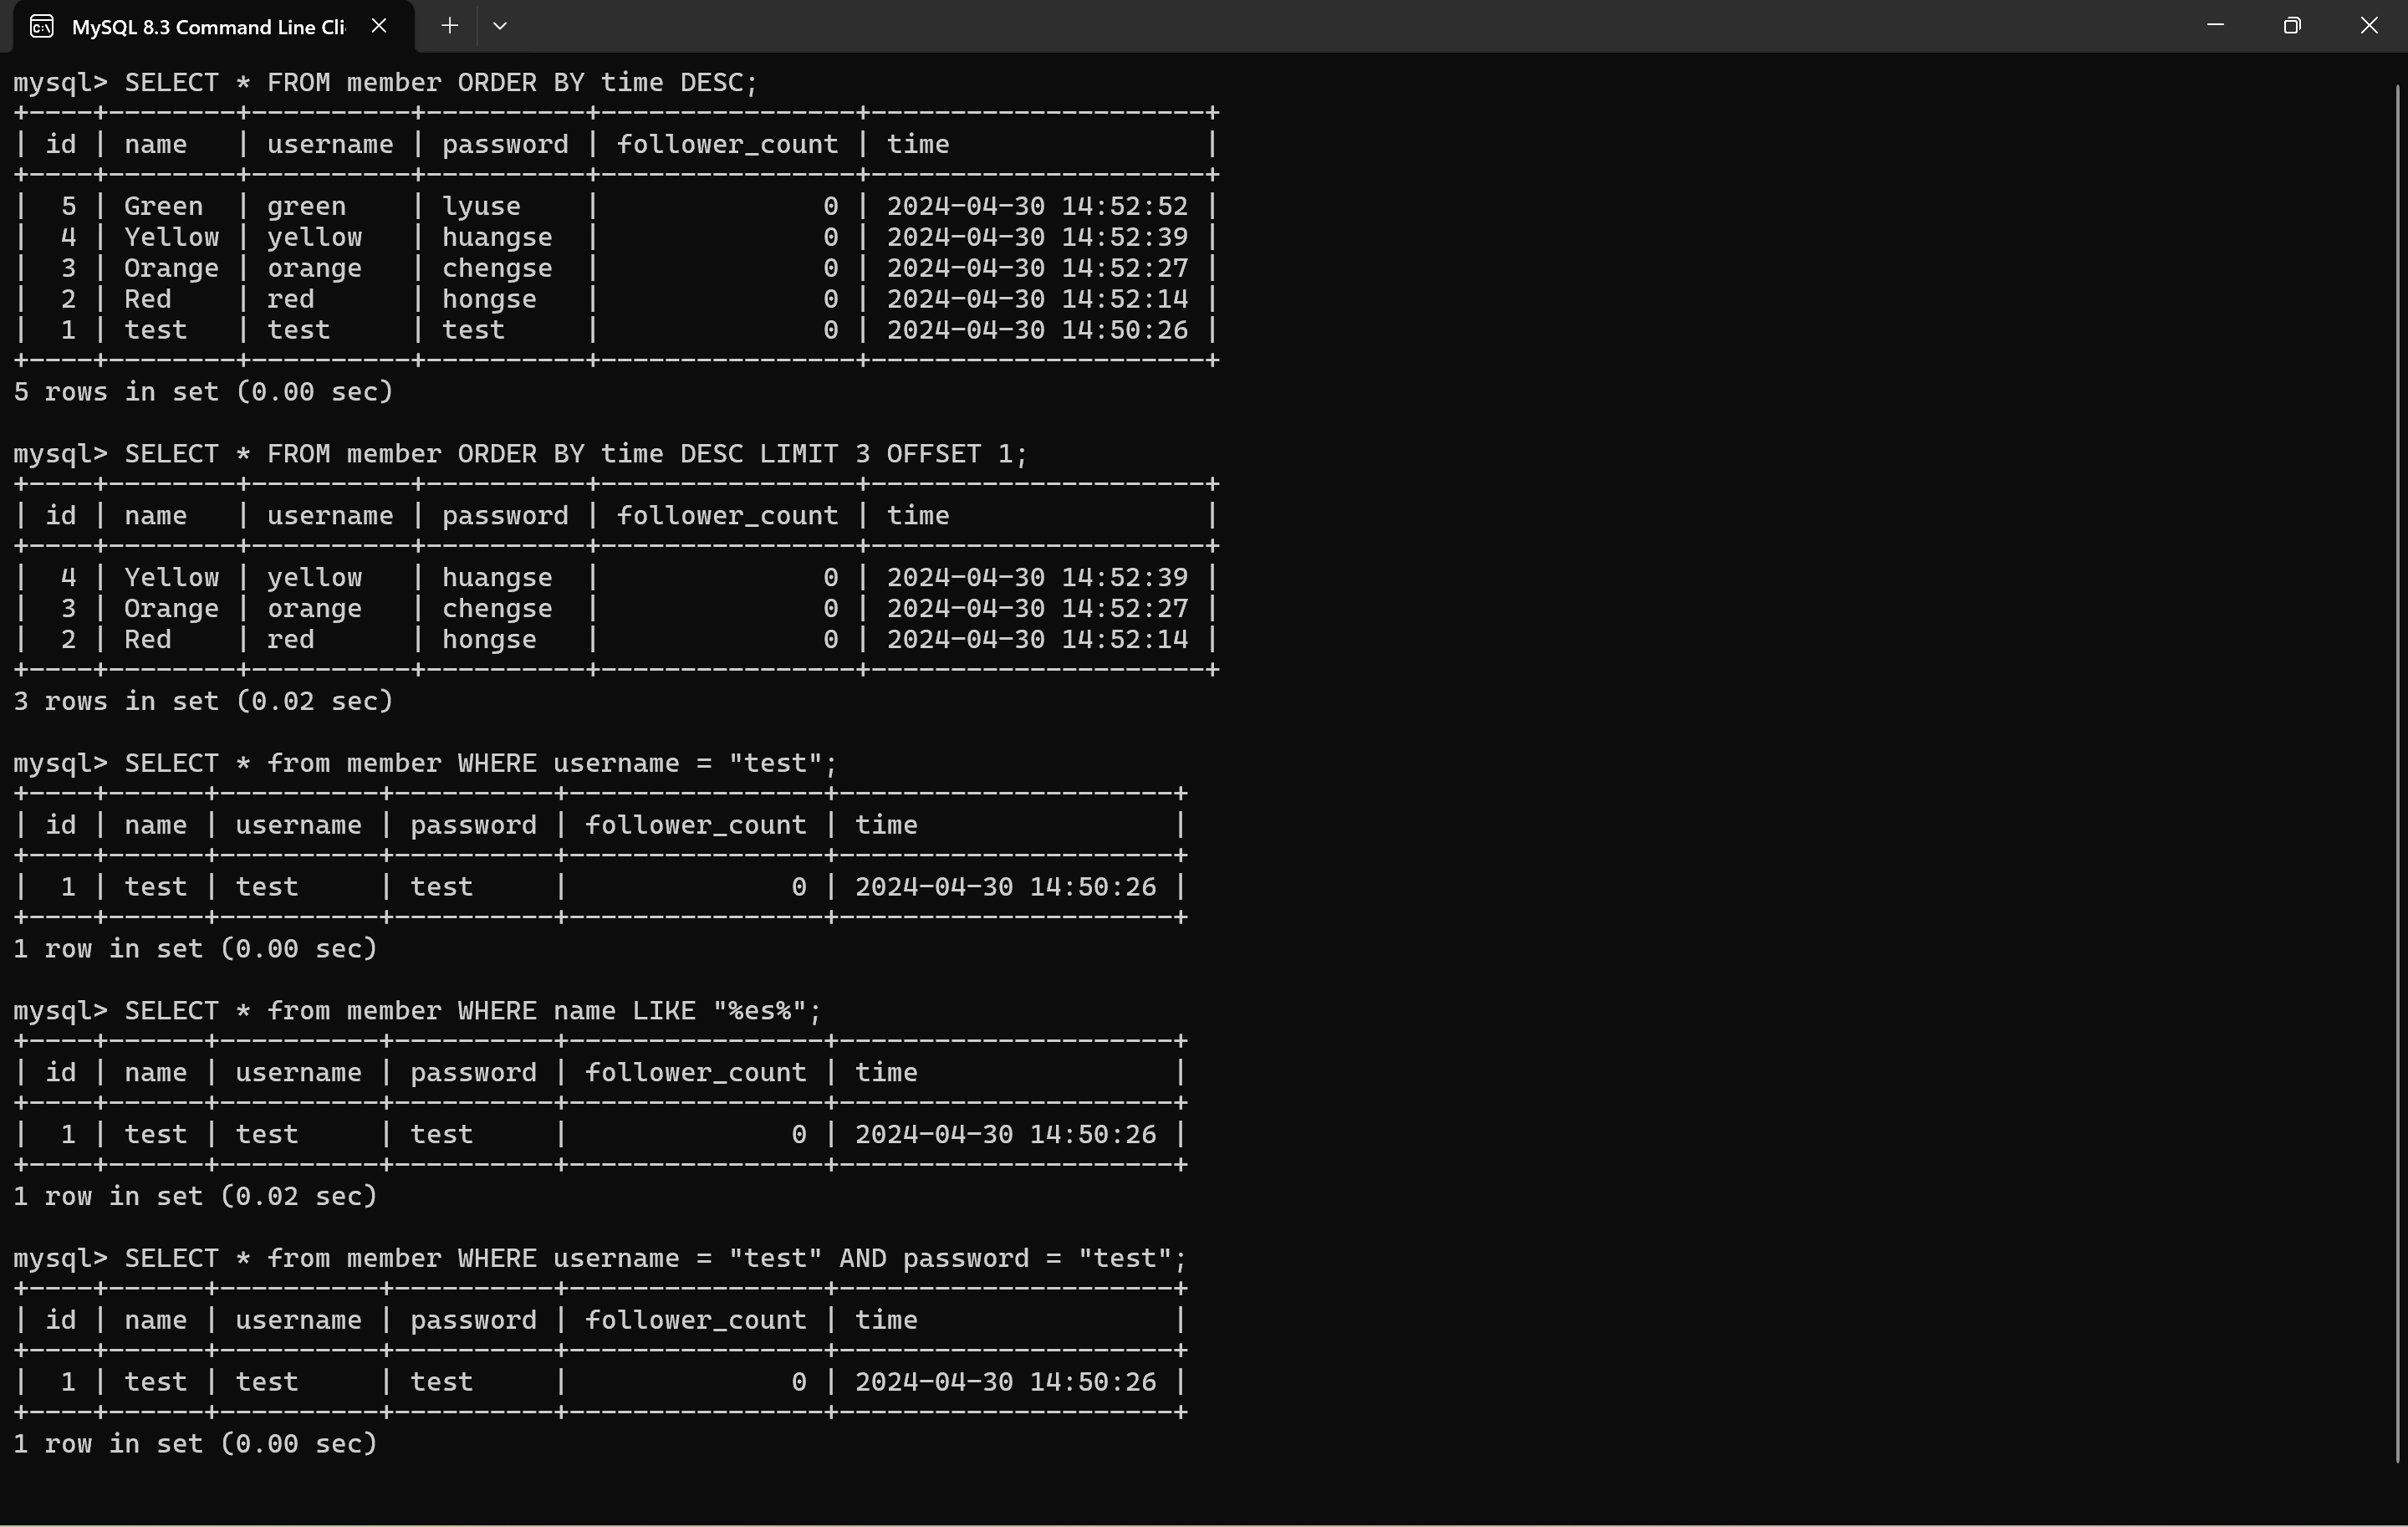 MySQL 8.3 Command Line Cli
mysql> SELECT * FROM member ORDER BY time DESC;
+----+--------+----------+----------+----------------+---------------------+
| id | name   | username | password | follower_count | time                |
+----+--------+----------+----------+----------------+---------------------+
|  5 | Green  | green    | lyuse    |              0 | 2024-04-30 14:52:52 |
|  4 | Yellow | yellow   | huangse  |              0 | 2024-04-30 14:52:39 |
|  3 | Orange | orange   | chengse  |              0 | 2024-04-30 14:52:27 |
|  2 | Red    | red      | hongse   |              0 | 2024-04-30 14:52:14 |
|  1 | test   | test     | test     |              0 | 2024-04-30 14:50:26 |
+----+--------+----------+----------+----------------+---------------------+
5 rows in set (0.00 sec)
mysql> SELECT * FROM member ORDER BY time DESC LIMIT 3 OFFSET 1;
+----+--------+----------+----------+----------------+---------------------+
| id | name   | username | password | follower_count | time                |
+----+--------+----------+----------+----------------+---------------------+
|  4 | Yellow | yellow   | huangse  |              0 | 2024-04-30 14:52:39 |
|  3 | Orange | orange   | chengse  |              0 | 2024-04-30 14:52:27 |
|  2 | Red    | red      | hongse   |              0 | 2024-04-30 14:52:14 |
+----+--------+----------+----------+----------------+---------------------+
3 rows in set (0.02 sec)
mysql> SELECT * from member WHERE username = "test";
+----+------+----------+----------+----------------+---------------------+
| id | name | username | password | follower_count | time                |
+----+------+----------+----------+----------------+---------------------+
|  1 | test | test     | test     |              0 | 2024-04-30 14:50:26 |
+----+------+----------+----------+----------------+---------------------+
1 row in set (0.00 sec)
mysql> SELECT * from member WHERE name LIKE "%es%";
+----+------+----------+----------+----------------+---------------------+
| id | name | username | password | follower_count | time                |
+----+------+----------+----------+----------------+---------------------+
|  1 | test | test     | test     |              0 | 2024-04-30 14:50:26 |
+----+------+----------+----------+----------------+---------------------+
1 row in set (0.02 sec)
mysql> SELECT * from member WHERE username = "test" AND password = "test";
+----+------+----------+----------+----------------+---------------------+
| id | name | username | password | follower_count | time                |
+----+------+----------+----------+----------------+---------------------+
|  1 | test | test     | test     |              0 | 2024-04-30 14:50:26 |
+----+------+----------+----------+----------------+---------------------+
1 row in set (0.00 sec)